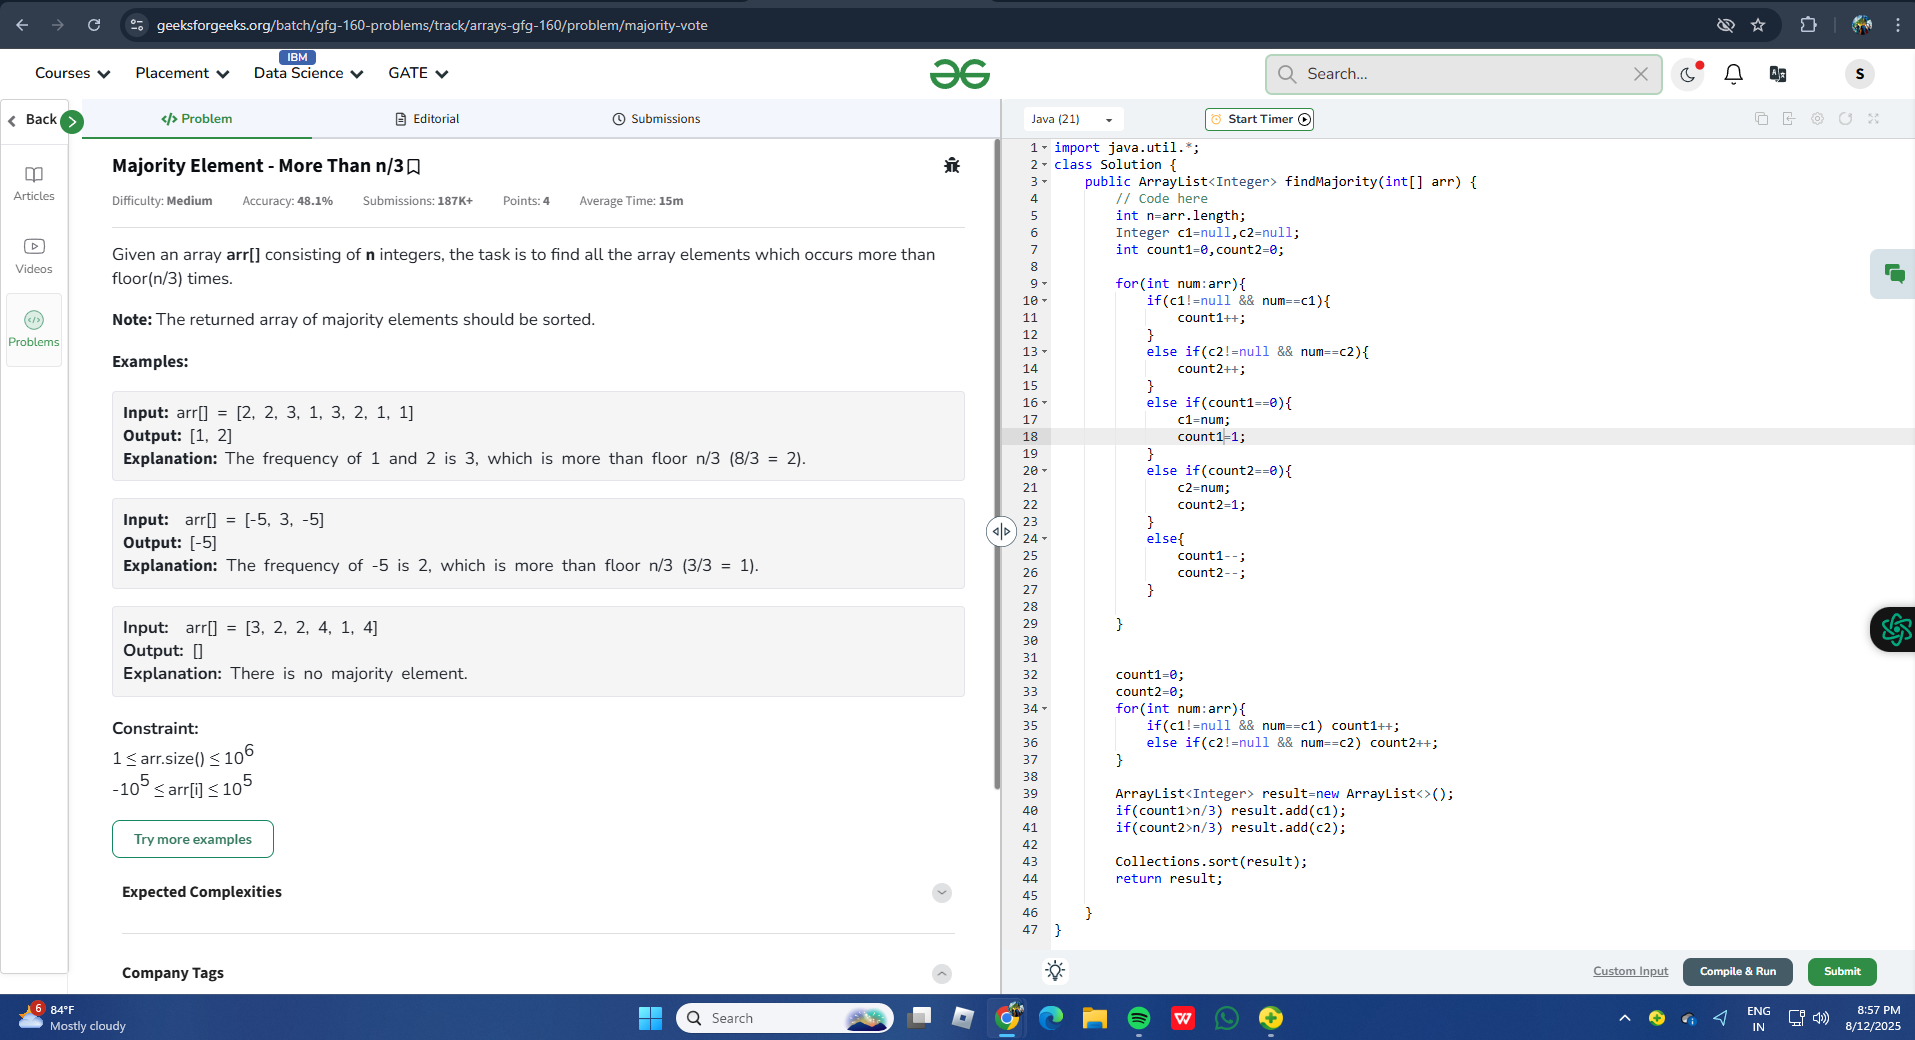 geeksforgeeks.org/batch/gfg-160-problems/track/arrays-gfg-160/problem/majority-vote
IBM
Courses Placement Data Science GATE
Search...
S
Back
Problem Editorial Submissions
Java (21) Start Timer
Articles
Videos
Problems
Majority Element - More Than n/3
Difficulty: Medium Accuracy: 48.1% Submissions: 187K+ Points: 4 Average Time: 15m
Given an array arr[] consisting of n integers, the task is to find all the array elements which occurs more than
floor(n/3) times.
Note: The returned array of majority elements should be sorted.
Examples:
Input: arr[] = [2, 2, 3, 1, 3, 2, 1, 1]
Output: [1, 2]
Explanation: The frequency of 1 and 2 is 3, which is more than floor n/3 (8/3 = 2).
Input: arr[] = [-5, 3, -5]
Output: [-5]
Explanation: The frequency of -5 is 2, which is more than floor n/3 (3/3 = 1).
Input: arr[] = [3, 2, 2, 4, 1, 4]
Output: []
Explanation: There is no majority element.
Constraint:
1 ≤ arr.size() ≤ 10^6
-10^5 ≤ arr[i] ≤ 10^5
Try more examples
Expected Complexities
Company Tags
1 import java.util.*;
2 class Solution {
3 public ArrayList<Integer> findMajority(int[] arr) {
4 // Code here
5 int n=arr.length;
6 Integer c1=null,c2=null;
7 int count1=0,count2=0;
8
9 for(int num:arr){
10 if(c1!=null && num==c1){
11 count1++;
12 }
13 else if(c2!=null && num==c2){
14 count2++;
15 }
16 else if(count1==0){
17 c1=num;
18 count1=1;
19 }
20 else if(count2==0){
21 c2=num;
22 count2=1;
23 }
24 else{
25 count1--;
26 count2--;
27 }
28
29 }
30
31
32 count1=0;
33 count2=0;
34 for(int num:arr){
35 if(c1!=null && num==c1) count1++;
36 else if(c2!=null && num==c2) count2++;
37 }
38
39 ArrayList<Integer> result=new ArrayList<>();
40 if(count1>n/3) result.add(c1);
41 if(count2>n/3) result.add(c2);
42
43 Collections.sort(result);
44 return result;
45
46 }
47 }
Custom Input Compile & Run Submit
6
84°F
Mostly cloudy
Search
ENG
IN
8:57 PM
8/12/2025